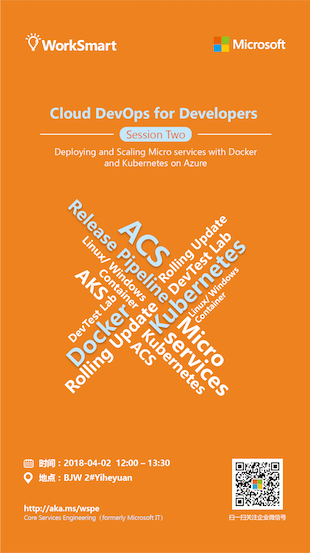 WorkSmart
Microsoft
Cloud DevOps for Developers
Session Two
Deploying and Scaling Micro services with Docker
and Kubernetes on Azure
ACS
Release Pipeline
Linux/ Windows
Container
AKS
DevTest Lab
Docker
Rolling Update
ACS
Rolling Update
DevTest Lab
Kubernetes
Linux/ Windows
Container
Micro
services
Kubernetes
时间：2018-04-02 12:00 – 13:30
地点：BJW 2#Yiheyuan
http://aka.ms/wspe
Core Services Engineering（formerly Microsoft IT）
扫一扫关注企业微信号